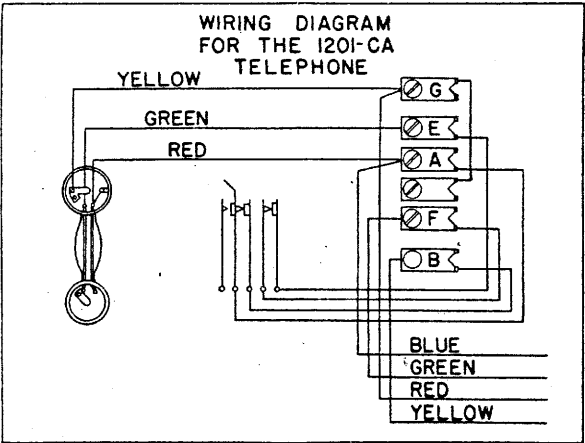 WIRING DIAGRAM
FOR THE 1201-CA
TELEPHONE
YELLOW
G
GREEN
E
RED
A
F
B
BLUE
GREEN
RED
YELLOW